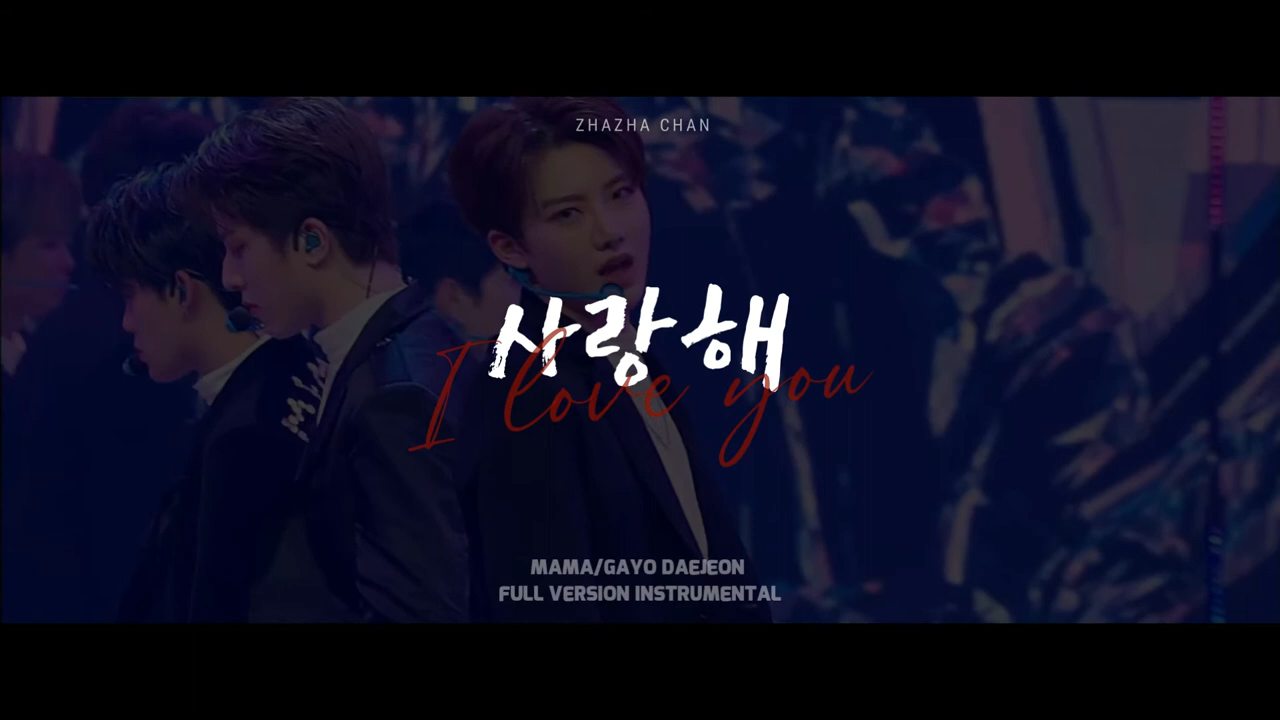 ZHAZHA CHAN
사랑해
I love you
MAMA/GAYO DAEJEON
FULL VERSION INSTRUMENTAL